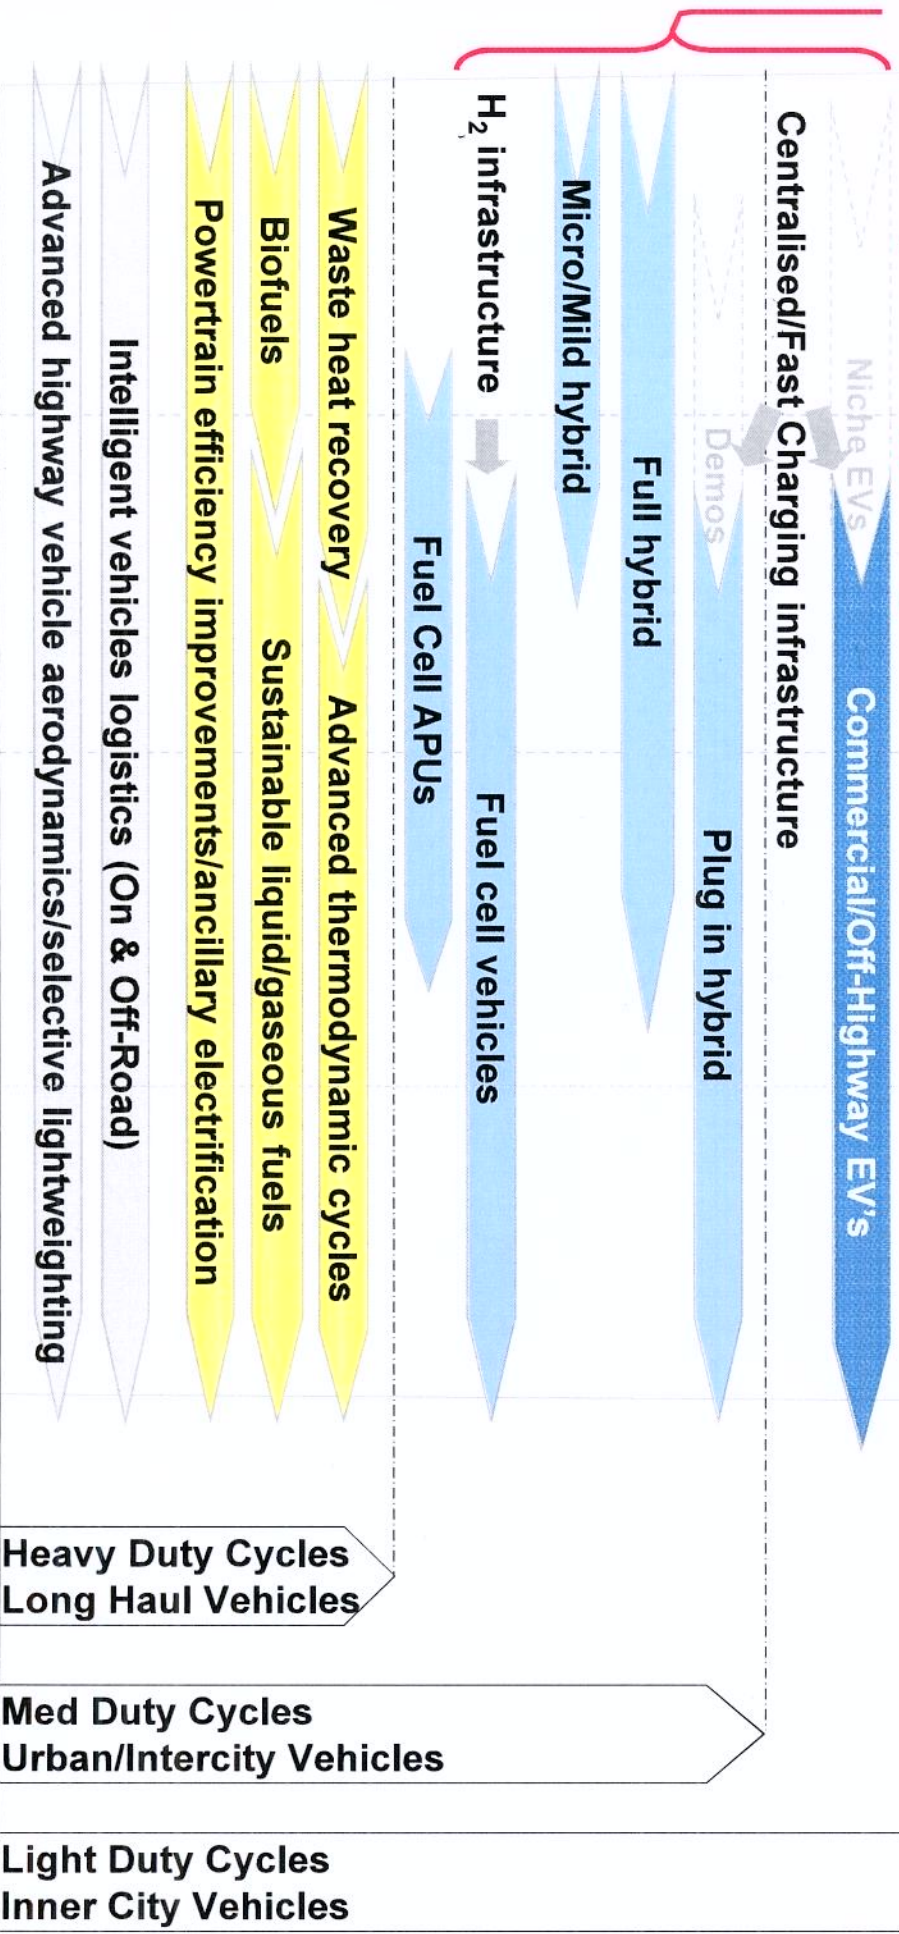 Niche EVs
Commercial/Off-Highway EV's
Centralised/Fast Charging infrastructure
Demos
Plug in hybrid
Full hybrid
Micro/Mild hybrid
H2 infrastructure
Fuel cell vehicles
Fuel Cell APUs
Waste heat recovery
Advanced thermodynamic cycles
Biofuels
Sustainable liquid/gaseous fuels
Powertrain efficiency improvements/ancillary electrification
Intelligent vehicles logistics (On & Off-Road)
Advanced highway vehicle aerodynamics/selective lightweighting
Heavy Duty Cycles
Long Haul Vehicles
Med Duty Cycles
Urban/Intercity Vehicles
Light Duty Cycles
Inner City Vehicles